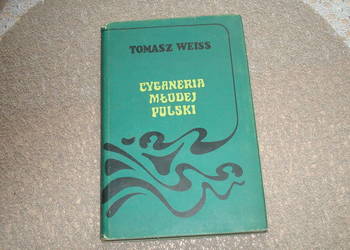 TOMASZ WEISS
CYGANERIA
MŁODEJ
POLSKI